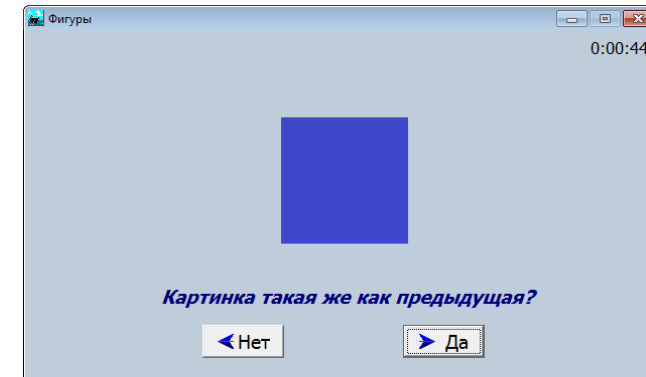 Фигуры
0:00:44
Картинка такая же как предыдущая?
Нет
Да